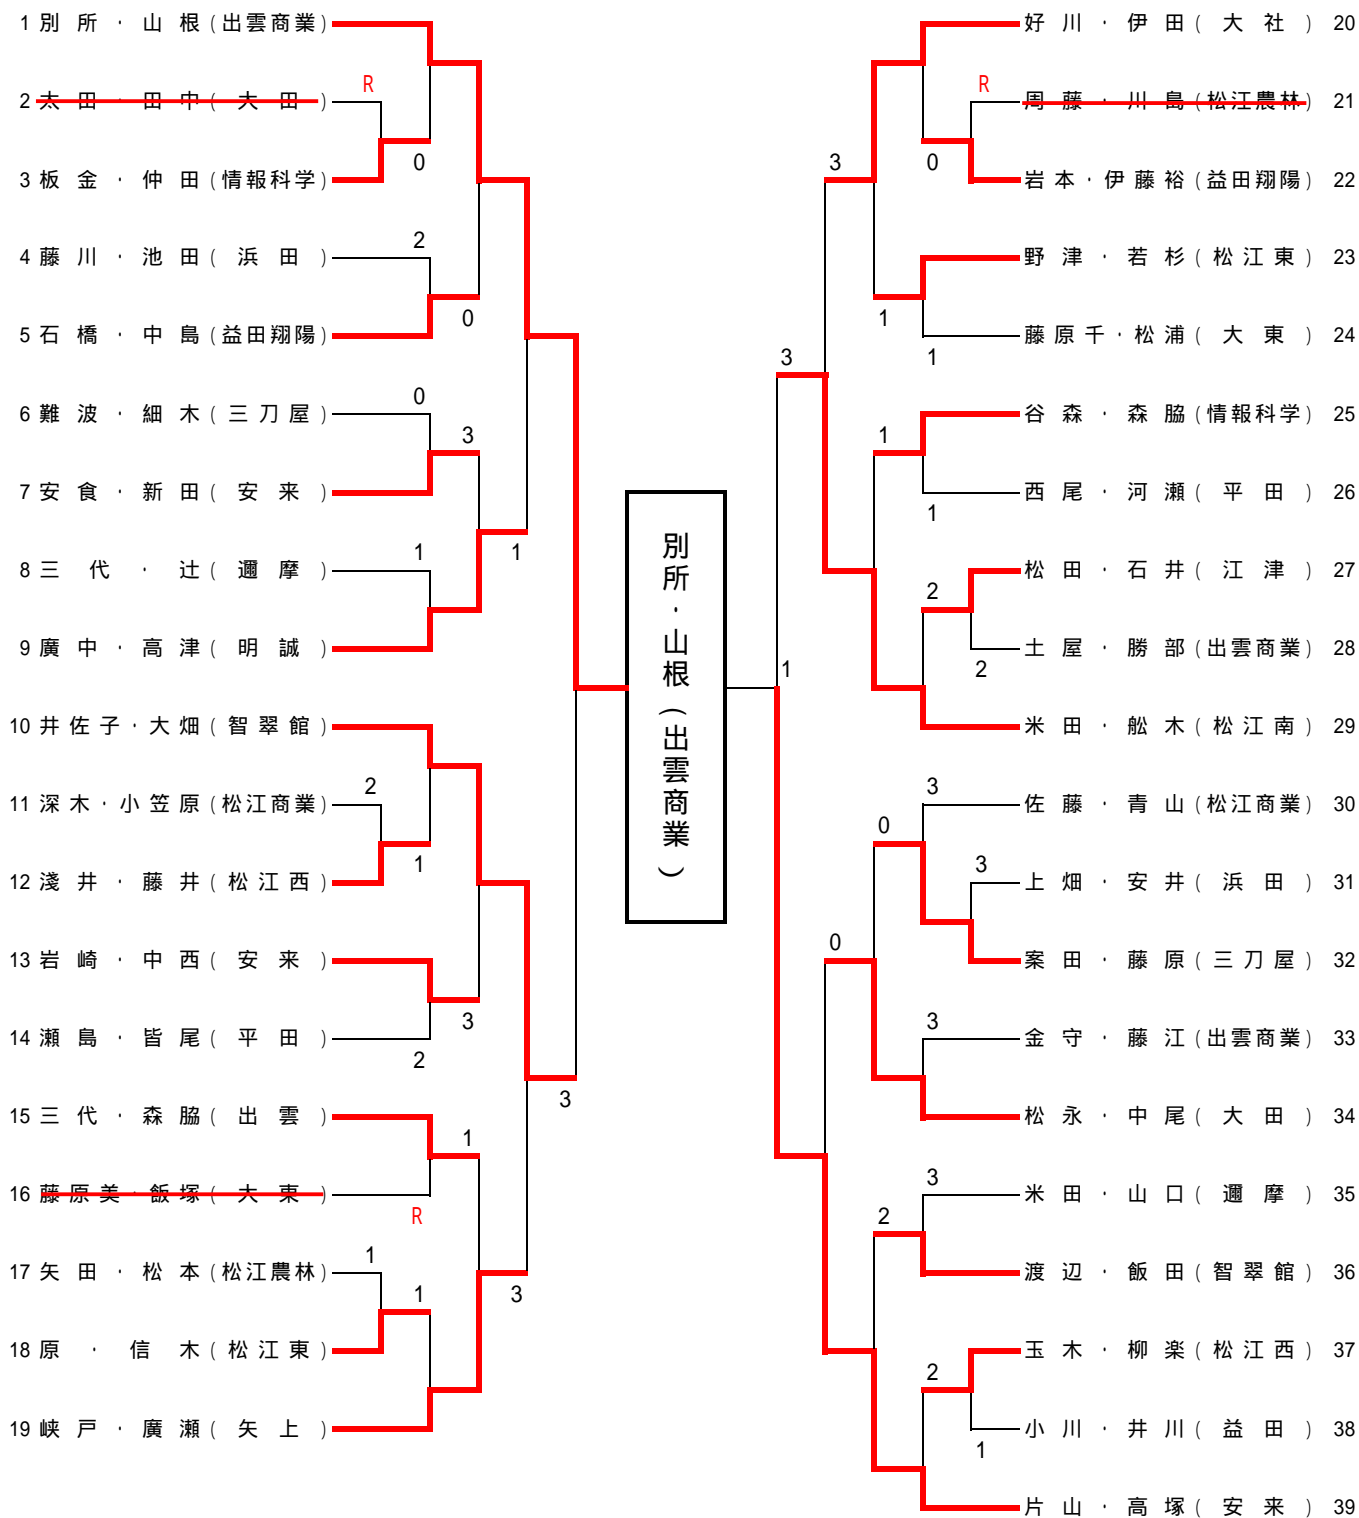 1 別所・山根(出雲商業)
2 太田・田中(大田)
R
3 板金・仲田(情報科学)
0
4 藤川・池田(浜田)
2
5 石橋・中島(益田翔陽)
0
6 難波・細木(三刀屋)
0
3
7 安食・新田(安来)
8 三代・辻(邇摩)
1
1
9 廣中・高津(明誠)
10 井佐子・大畑(智翠館)
11 深木・小笠原(松江商業)
2
12 淺井・藤井(松江西)
1
13 岩崎・中西(安来)
3
14 瀬島・皆尾(平田)
2
3
15 三代・森脇(出雲)
1
16 藤原美・飯塚(大東)
R
17 矢田・松本(松江農林)
1
1
3
18 原・信木(松江東)
19 峡戸・廣瀬(矢上)
別所・山根(出雲商業)
好川・伊田(大社) 20
R
周藤・川島(松江農林) 21
3
0
岩本・伊藤裕(益田翔陽) 22
野津・若杉(松江東) 23
1
藤原千・松浦(大東) 24
1
3
谷森・森脇(情報科学) 25
1
西尾・河瀬(平田) 26
1
松田・石井(江津) 27
2
土屋・勝部(出雲商業) 28
2
1
米田・舩木(松江南) 29
佐藤・青山(松江商業) 30
3
0
上畑・安井(浜田) 31
3
0
案田・藤原(三刀屋) 32
金守・藤江(出雲商業) 33
3
松永・中尾(大田) 34
米田・山口(邇摩) 35
3
2
渡辺・飯田(智翠館) 36
玉木・柳楽(松江西) 37
2
小川・井川(益田) 38
1
片山・高塚(安来) 39